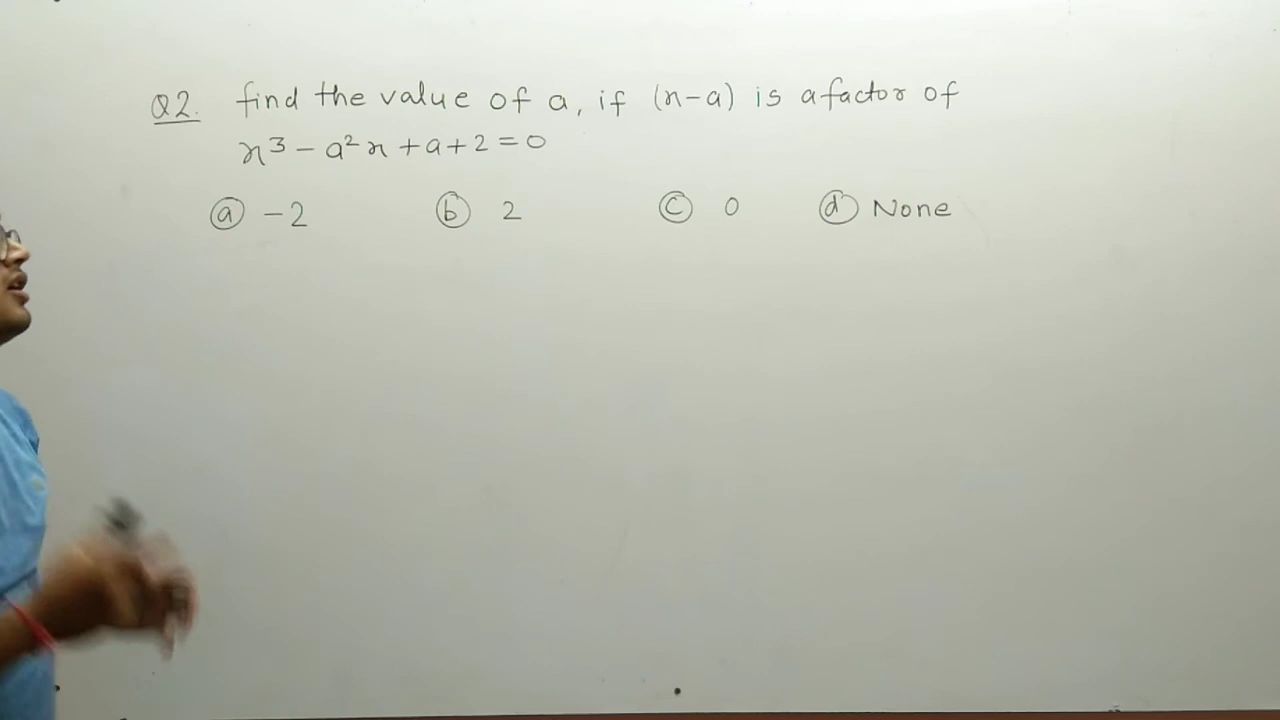 Q2. find the value of a, if (x-a) is a factor of
x³ - a²x + a + 2 = 0
ⓐ -2 ⓑ 2 ⓒ 0 ⓓ None